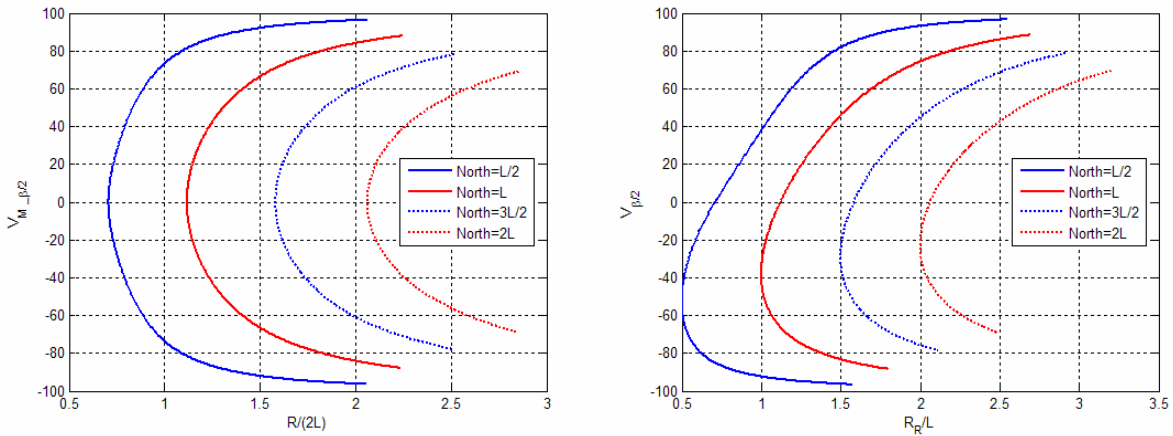 100
80
60
40
20
0
-20
-40
-60
-80
-100
V_M_β/2
0.5 1 1.5 2 2.5 3
R/(2L)
North=L/2
North=L
North=3L/2
North=2L
100
80
60
40
20
0
-20
-40
-60
-80
-100
V_β/2
0.5 1 1.5 2 2.5 3 3.5
R_R/L
North=L/2
North=L
North=3L/2
North=2L